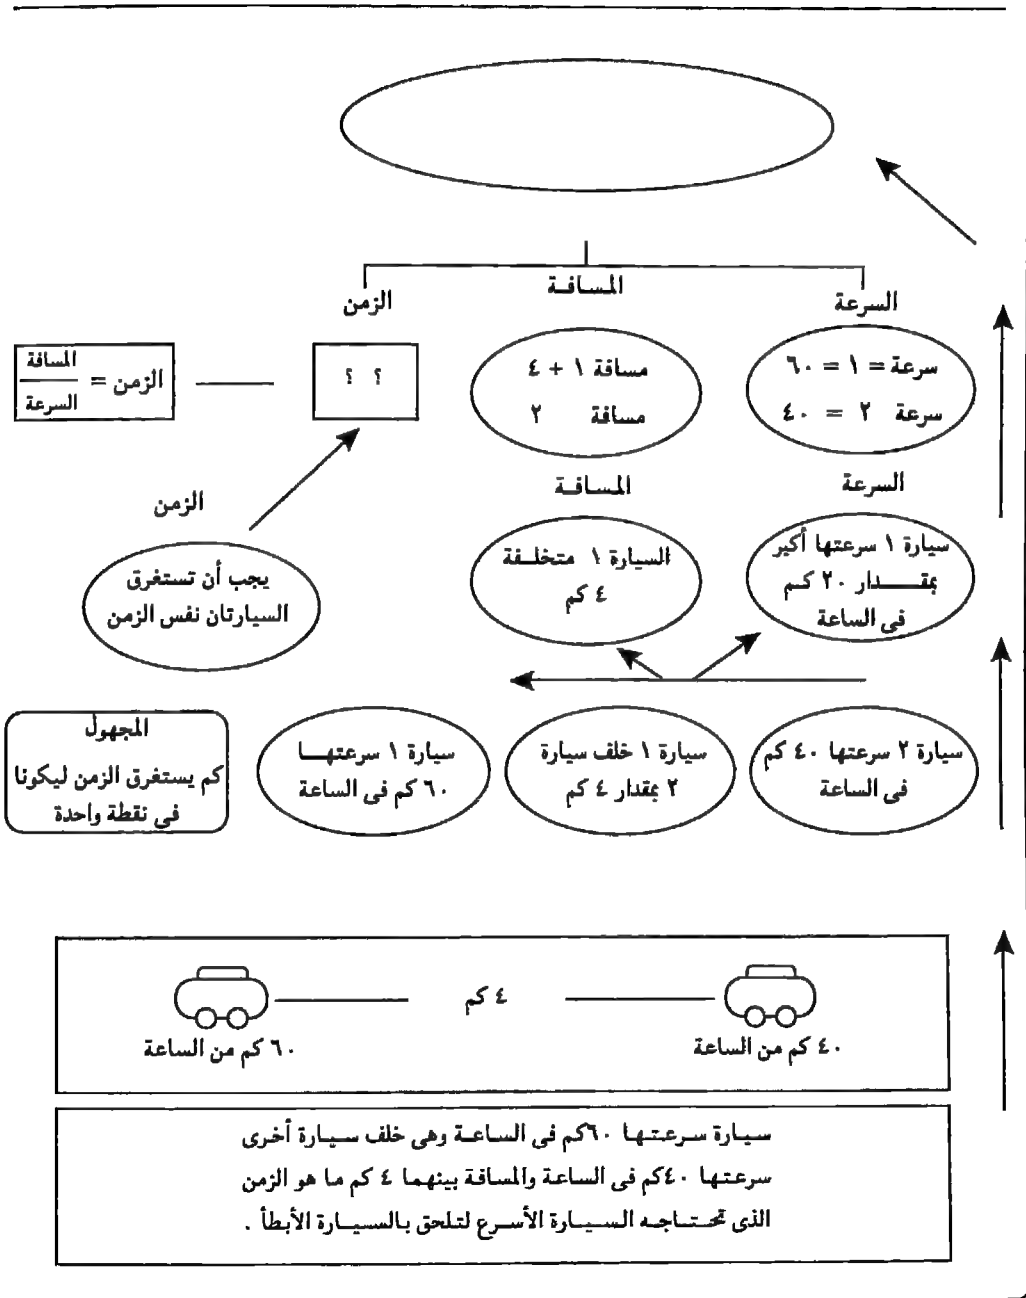 المسافة
الزمن
السرعة
سرعة = ١ = ٦٠
سرعة ٢ = ٤٠
مسافة ١ + ٤
مسافة ٢
؟ ؟
الزمن = المسافة
السرعة
السرعة
المسافة
الزمن
سيارة ١ سرعتها أكبر
بمقدار ٢٠ كم
فى الساعة
السيارة ١ متخلفة
٤ كم
يجب أن تستغرق
السيارتان نفس الزمن
سيارة ٢ سرعتها ٤٠ كم
فى الساعة
سيارة ١ خلف سيارة
٢ بمقدار ٤ كم
سيارة ١ سرعتها
٦٠ كم فى الساعة
المجهول
كم يستغرق الزمن ليكونا
فى نقطة واحدة
٤ كم
٤٠ كم من الساعة
٦٠ كم من الساعة
سيارة سرعتها ٦٠كم فى الساعة وهى خلف سيارة أخرى
سرعتها ٤٠كم فى الساعة والمسافة بينهما ٤ كم ما هو الزمن
الذى تحتاجه السيارة الأسرع لتلحق بالسيارة الأبطأ .